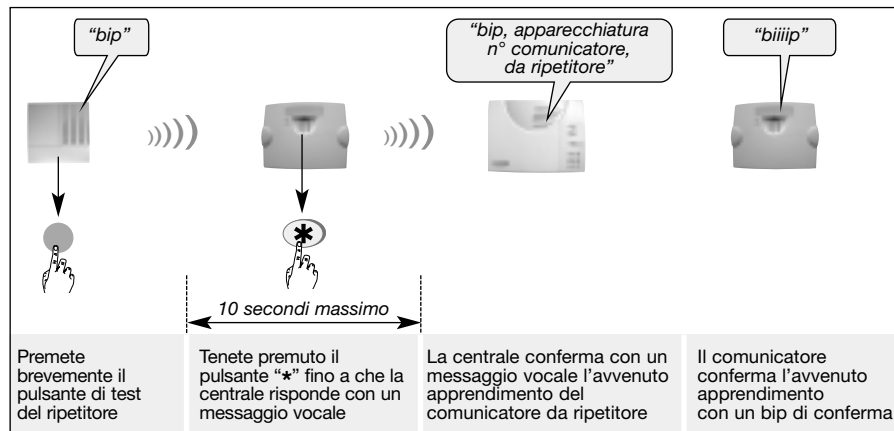 “bip”
“bip, apparecchiatura
n° comunicatore,
da ripetitore”
“biiiip”
*
10 secondi massimo
Premete
brevemente il
pulsante di test
del ripetitore
Tenete premuto il
pulsante “*” fino a che la
centrale risponde con un
messaggio vocale
La centrale conferma con un
messaggio vocale l’avvenuto
apprendimento del
comunicatore da ripetitore
Il comunicatore
conferma l’avvenuto
apprendimento
con un bip di conferma